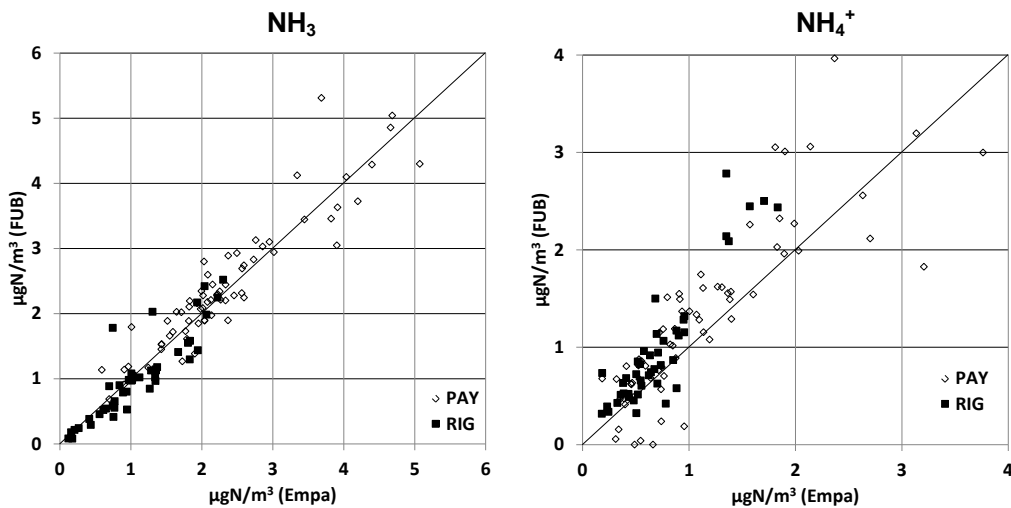 NH₃
6
5
4
3
2
1
0
0 1 2 3 4 5 6
µgN/m³ (FUB)
µgN/m³ (Empa)
PAY
RIG
NH₄⁺
4
3
2
1
0
0 1 2 3 4
µgN/m³ (FUB)
µgN/m³ (Empa)
PAY
RIG